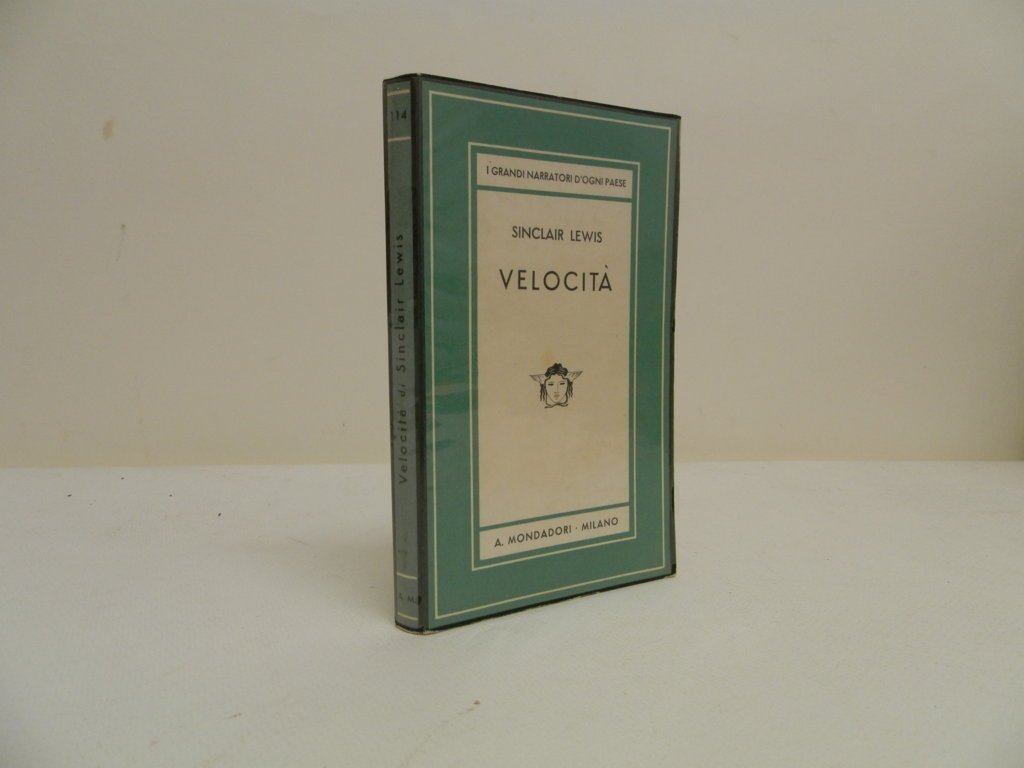 114
Velocità di Sinclair Lewis
A. M.
I GRANDI NARRATORI D'OGNI PAESE
SINCLAIR LEWIS
VELOCITÀ
A. MONDADORI · MILANO